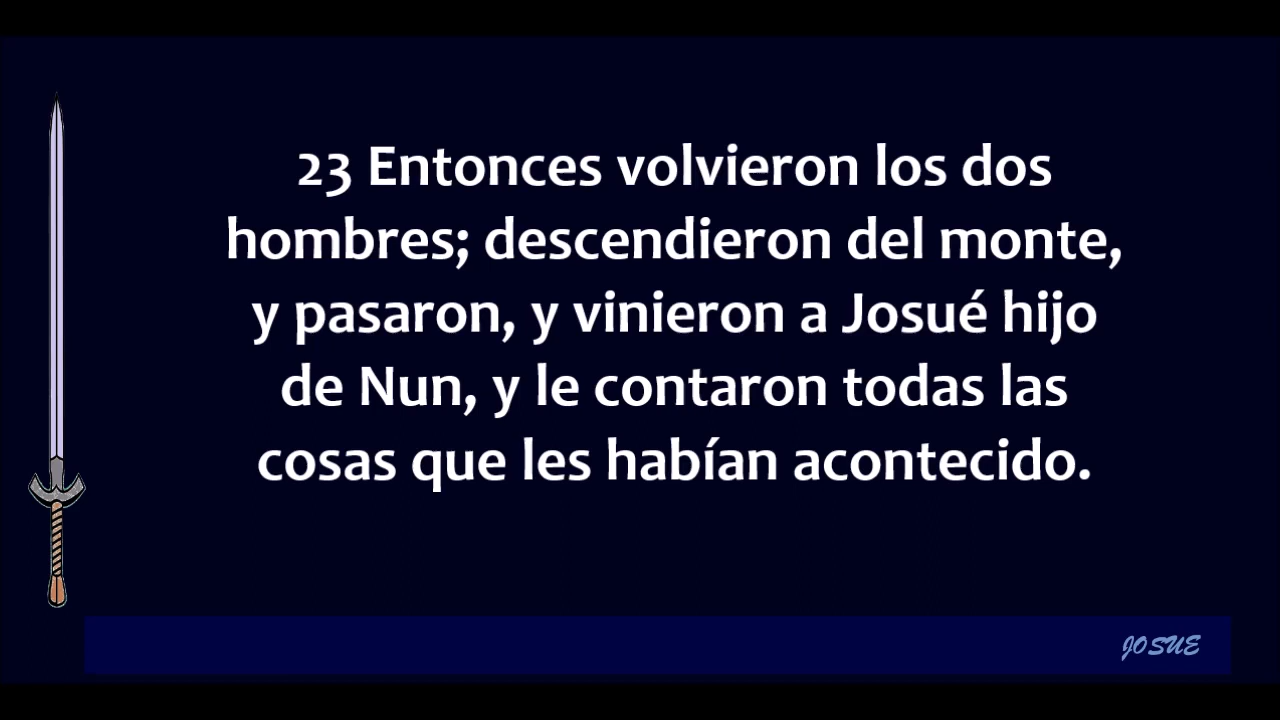 23 Entonces volvieron los dos
hombres; descendieron del monte,
y pasaron, y vinieron a Josué hijo
de Nun, y le contaron todas las
cosas que les habían acontecido.
JOSUE